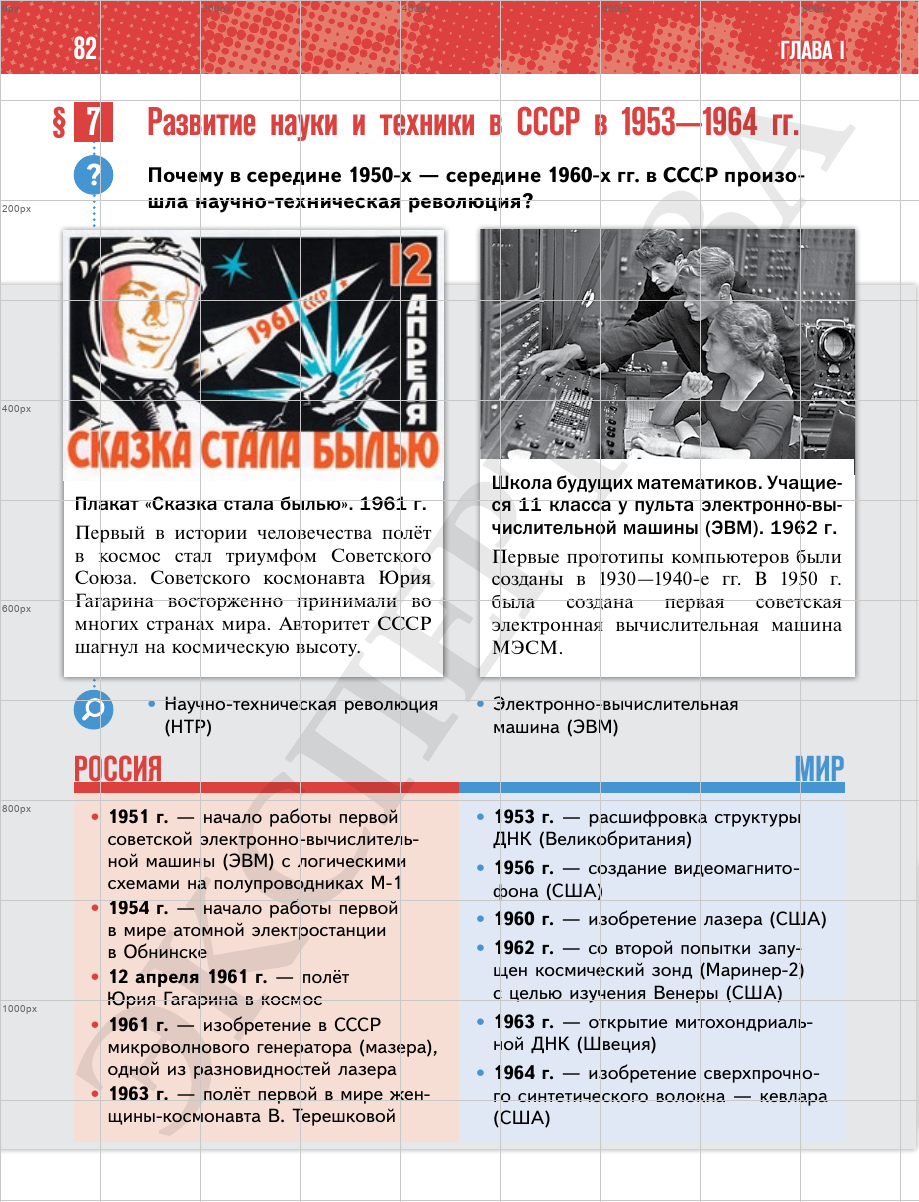 82
ГЛАВА I
§ 7
Развитие науки и техники в СССР в 1953—1964 гг.
?
Почему в середине 1950-х — середине 1960-х гг. в СССР произо-
шла научно-техническая революция?
12
АПРЕЛЯ
1961 СССР
СКАЗКА СТАЛА БЫЛЬЮ
Плакат «Сказка стала былью». 1961 г.
Первый в истории человечества полёт
в космос стал триумфом Советского
Союза. Советского космонавта Юрия
Гагарина восторженно принимали во
многих странах мира. Авторитет СССР
шагнул на космическую высоту.
Школа будущих математиков. Учащие-
ся 11 класса у пульта электронно-вы-
числительной машины (ЭВМ). 1962 г.
Первые прототипы компьютеров были
созданы в 1930—1940-е гг. В 1950 г.
была создана первая советская
электронная вычислительная машина
МЭСМ.
• Научно-техническая революция
(НТР)
• Электронно-вычислительная
машина (ЭВМ)
РОССИЯ
• 1951 г. — начало работы первой
советской электронно-вычислитель-
ной машины (ЭВМ) с логическими
схемами на полупроводниках М-1
• 1954 г. — начало работы первой
в мире атомной электростанции
в Обнинске
• 12 апреля 1961 г. — полёт
Юрия Гагарина в космос
• 1961 г. — изобретение в СССР
микроволнового генератора (мазера),
одной из разновидностей лазера
• 1963 г. — полёт первой в мире жен-
щины-космонавта В. Терешковой
МИР
• 1953 г. — расшифровка структуры
ДНК (Великобритания)
• 1956 г. — создание видеомагнито-
фона (США)
• 1960 г. — изобретение лазера (США)
• 1962 г. — со второй попытки запу-
щен космический зонд (Маринер-2)
с целью изучения Венеры (США)
• 1963 г. — открытие митохондриаль-
ной ДНК (Швеция)
• 1964 г. — изобретение сверхпрочно-
го синтетического волокна — кевлара
(США)
ЭКСПЕРТИЗА
200px
400px
600px
800px
1000px